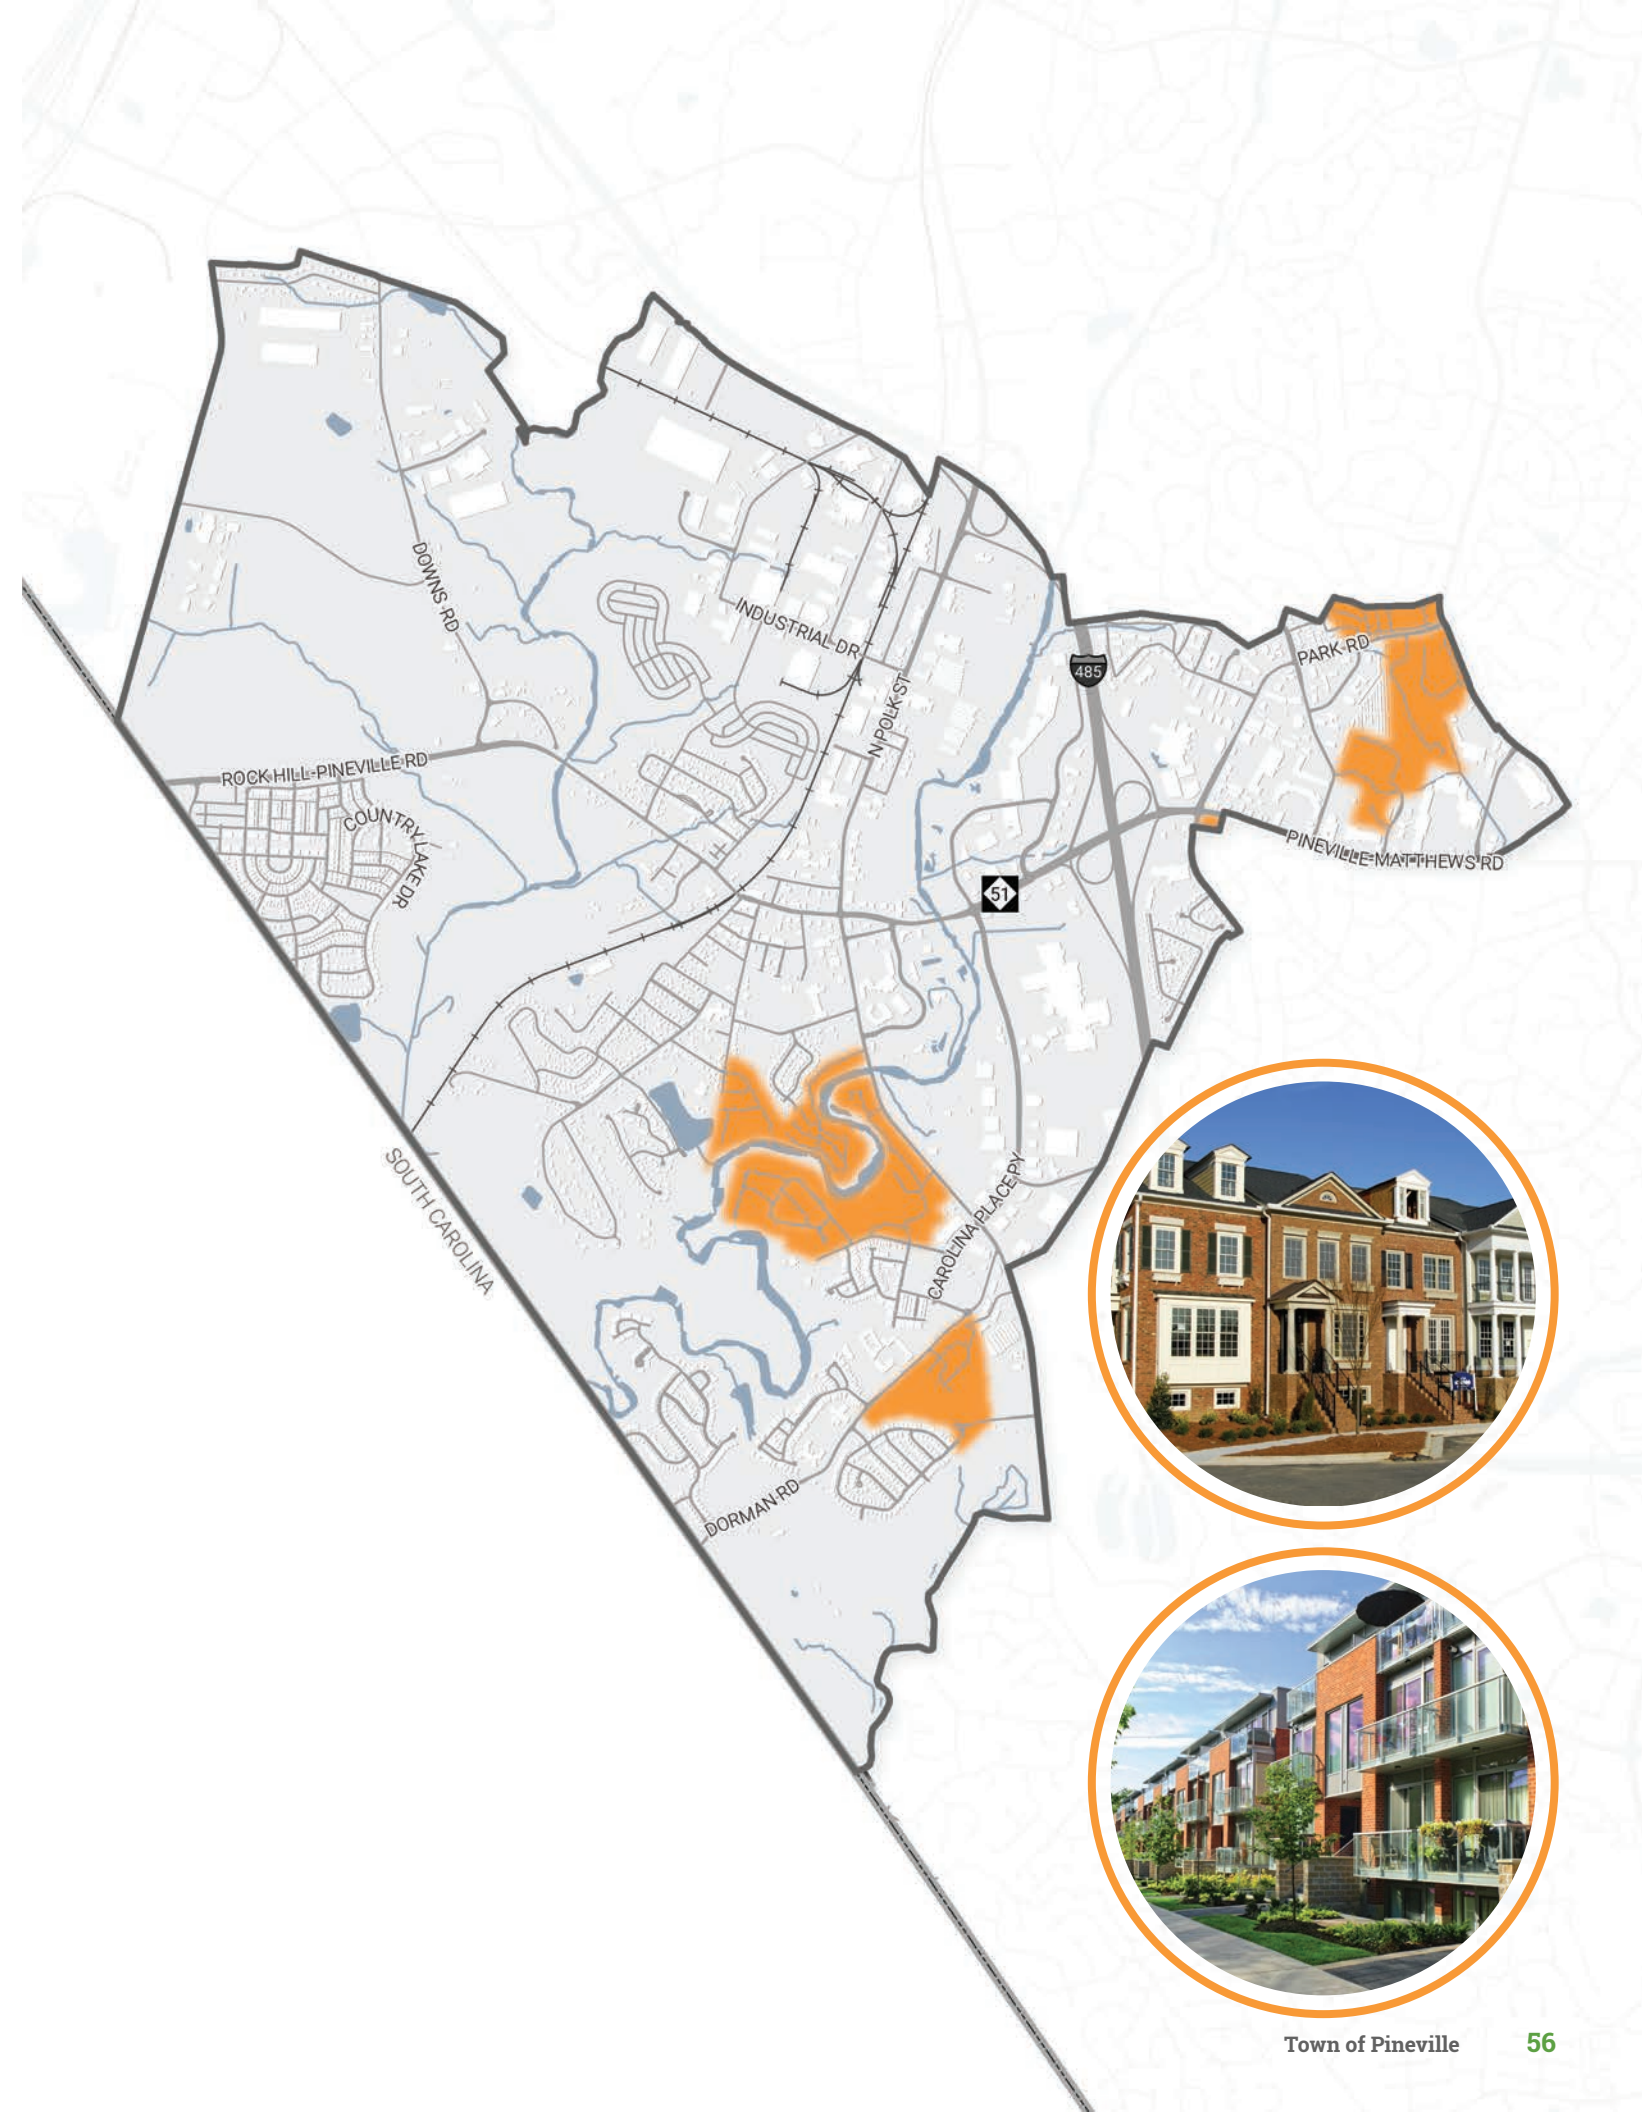 DOWNS RD
INDUSTRIAL DR
N POLK ST
485
PARK RD
ROCK HILL-PINEVILLE RD
COUNTRY LAKE DR
PINEVILLE-MATTHEWS RD
51
SOUTH CAROLINA
CAROLINA PLACE PY
DORMAN RD
Town of Pineville 56